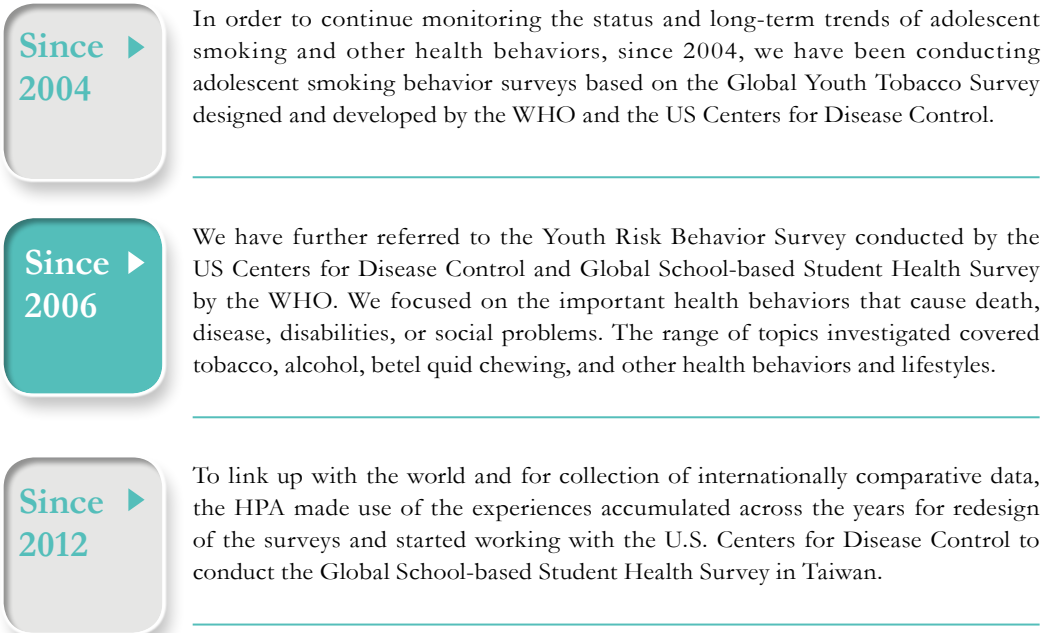 Since
2004
In order to continue monitoring the status and long-term trends of adolescent
smoking and other health behaviors, since 2004, we have been conducting
adolescent smoking behavior surveys based on the Global Youth Tobacco Survey
designed and developed by the WHO and the US Centers for Disease Control.
Since
2006
We have further referred to the Youth Risk Behavior Survey conducted by the
US Centers for Disease Control and Global School-based Student Health Survey
by the WHO. We focused on the important health behaviors that cause death,
disease, disabilities, or social problems. The range of topics investigated covered
tobacco, alcohol, betel quid chewing, and other health behaviors and lifestyles.
Since
2012
To link up with the world and for collection of internationally comparative data,
the HPA made use of the experiences accumulated across the years for redesign
of the surveys and started working with the U.S. Centers for Disease Control to
conduct the Global School-based Student Health Survey in Taiwan.